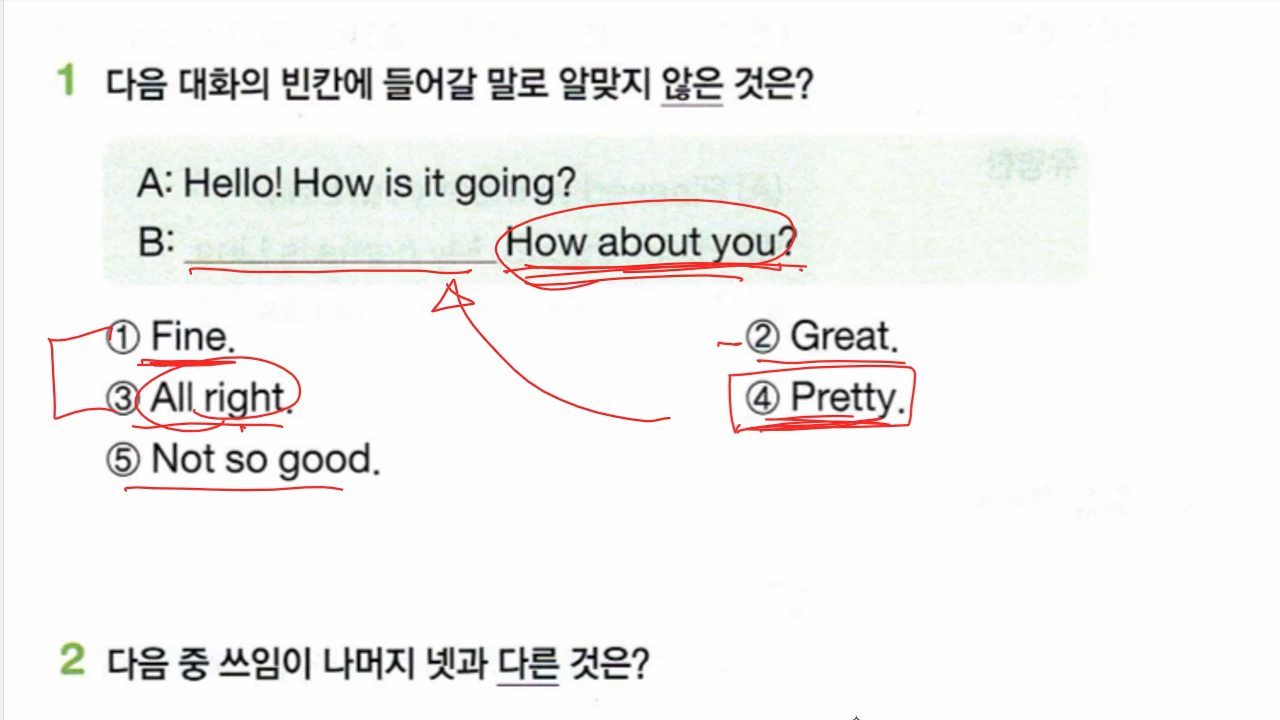 1 다음 대화의 빈칸에 들어갈 말로 알맞지 않은 것은?
A: Hello! How is it going?
B: ________________ How about you?
① Fine. ② Great.
③ All right. ④ Pretty.
⑤ Not so good.
2 다음 중 쓰임이 나머지 넷과 다른 것은?